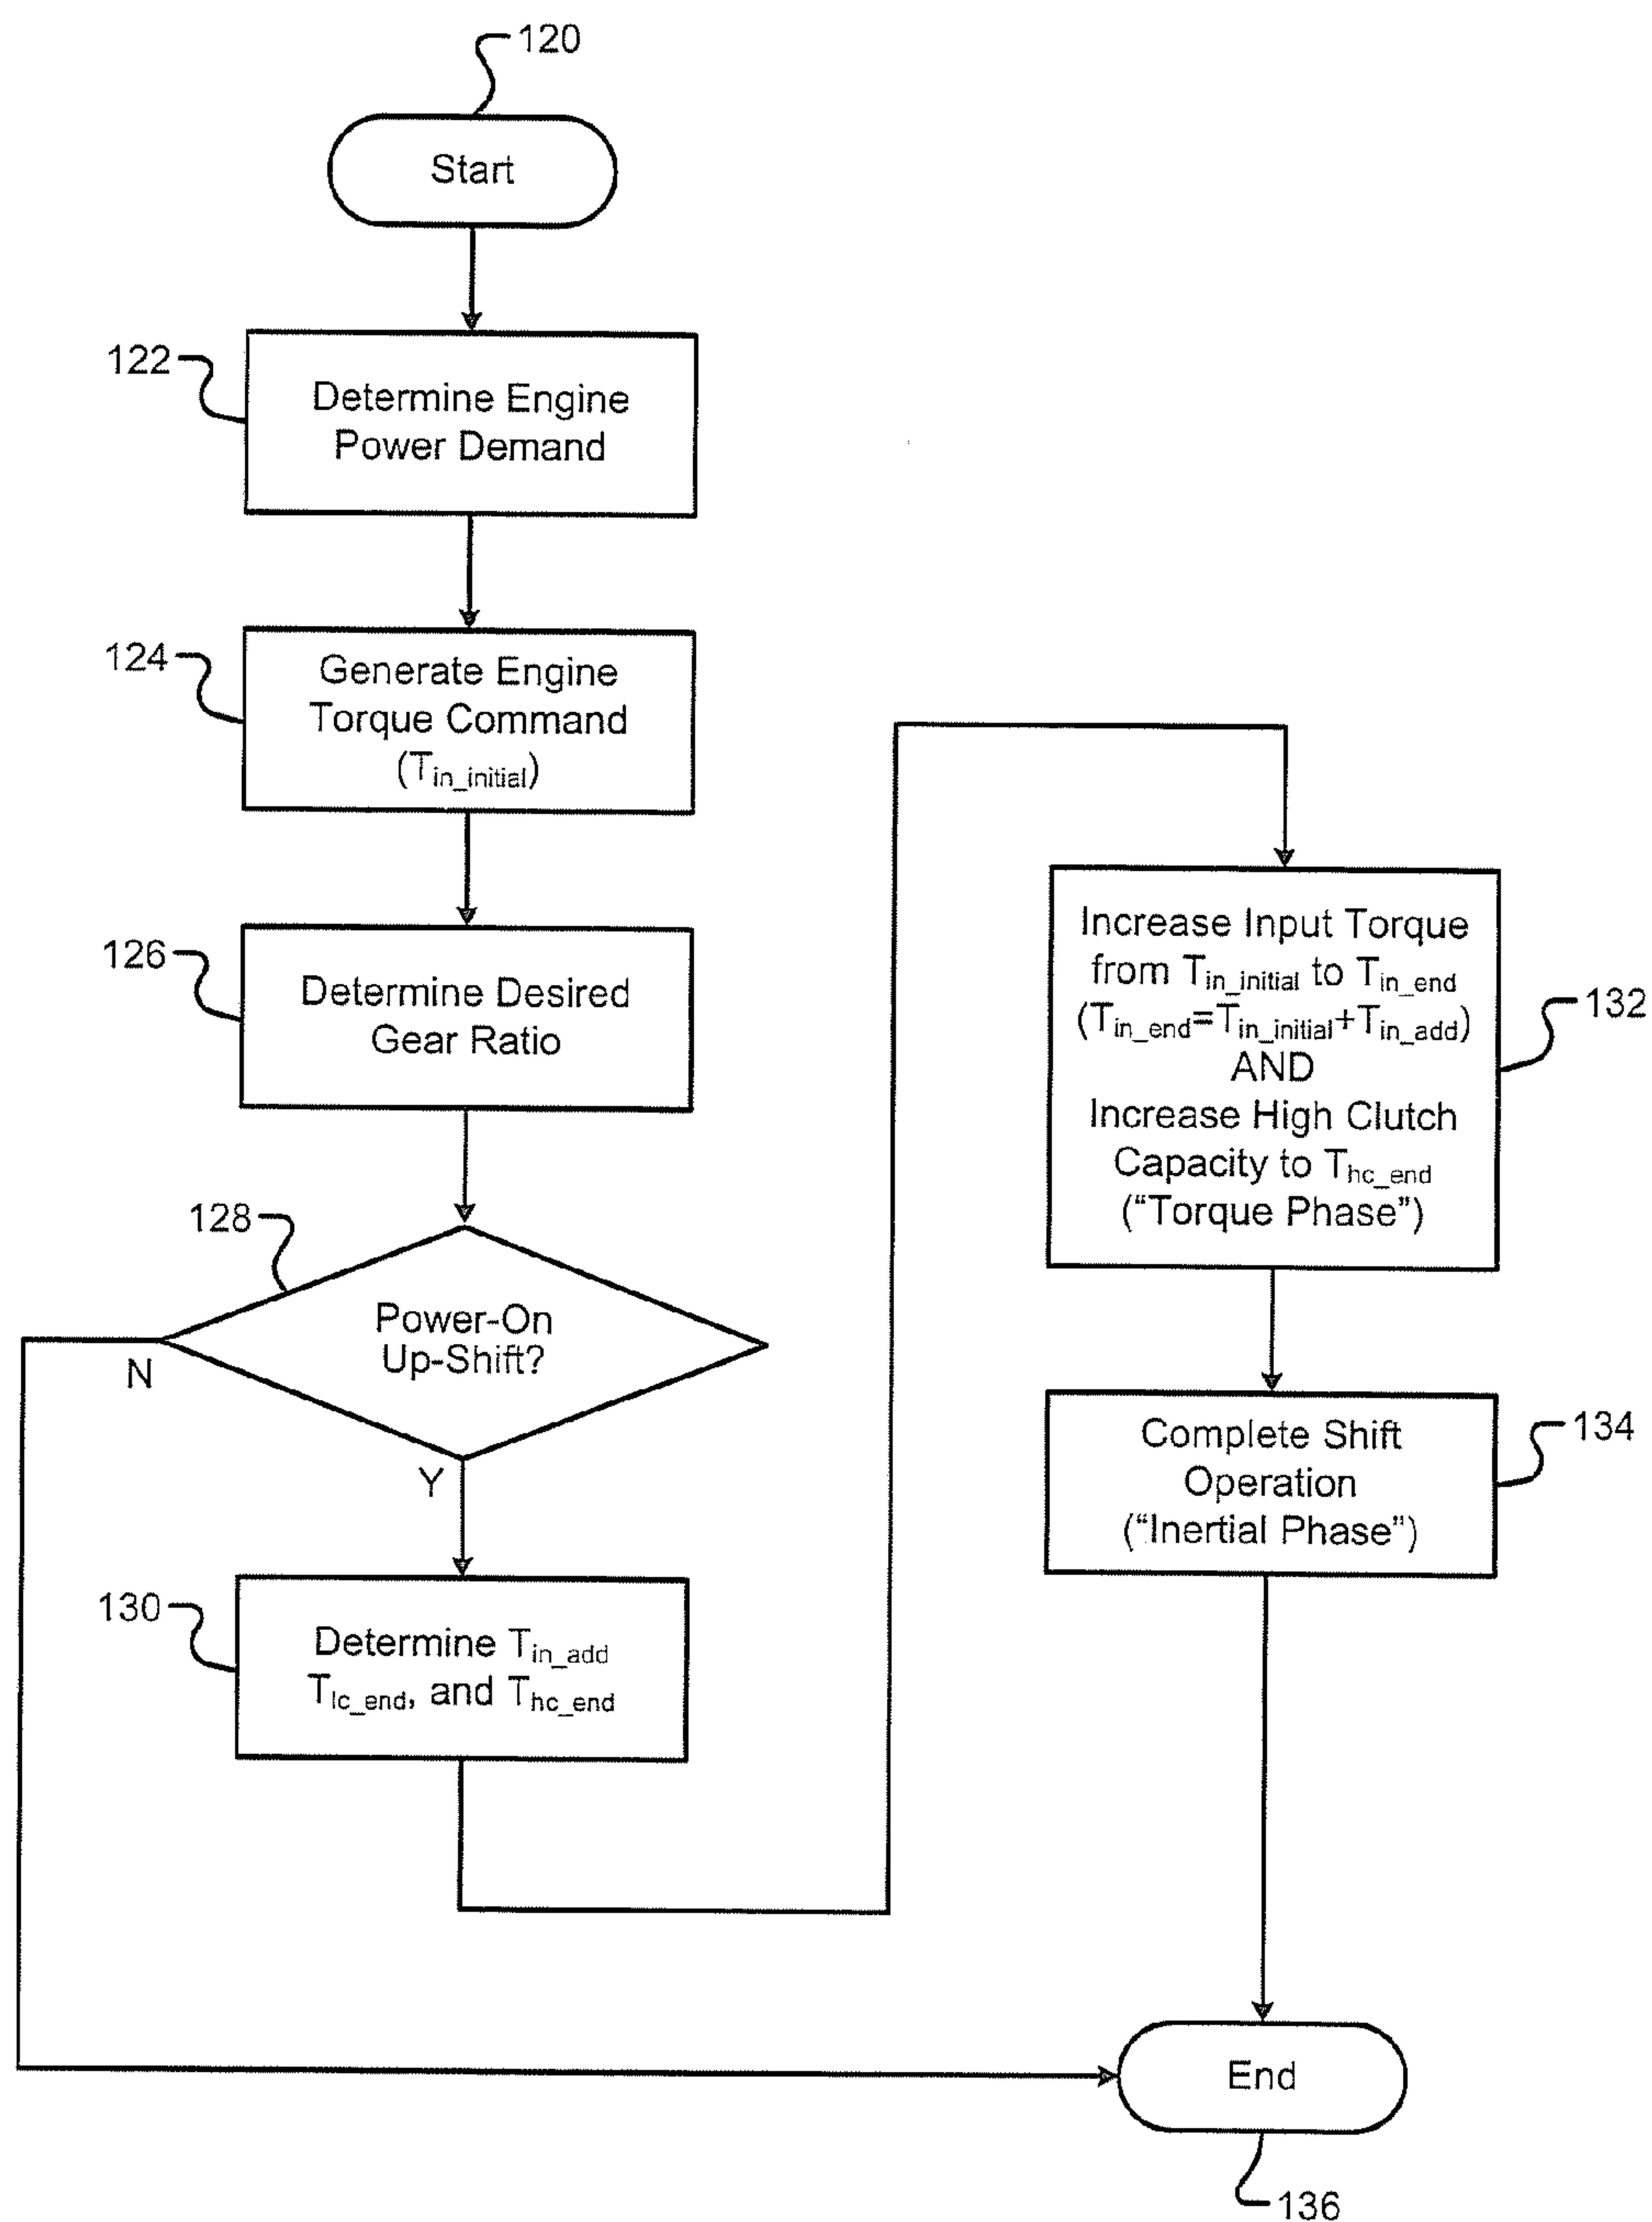 120
Start
122
Determine Engine
Power Demand
124
Generate Engine
Torque Command
(Tin_initial)
126
Determine Desired
Gear Ratio
128
Power-On
Up-Shift?
N
Y
130
Determine Tin_add
Tlc_end, and Thc_end
Increase Input Torque
from Tin_initial to Tin_end
(Tin_end=Tin_initial+Tin_add)
AND
Increase High Clutch
Capacity to Thc_end
(“Torque Phase”)
132
Complete Shift
Operation
(“Inertial Phase”)
134
End
136